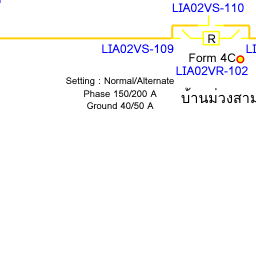 LIA02VS-110
R
LIA02VS-109
LI
Form 4C
LIA02VR-102
Setting : Normal/Alternate
Phase 150/200 A
Ground 40/50 A
บ้านม่วงสาม